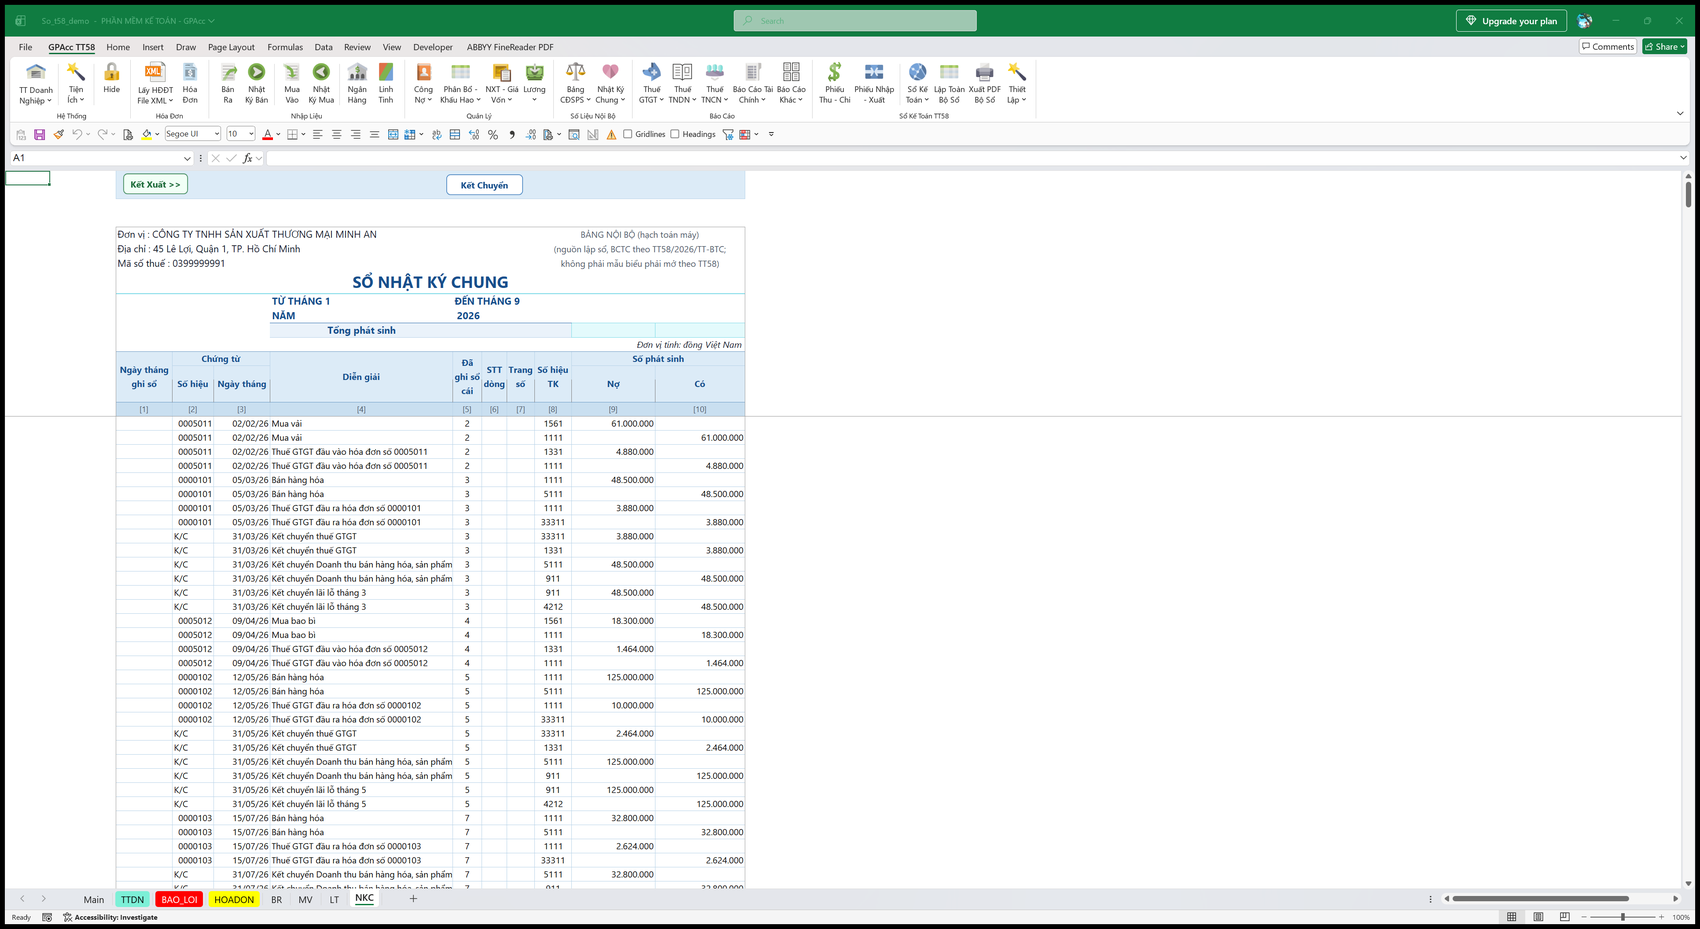 So_t58_demo - PHẦN MỀM KẾ TOÁN - GPAcc
Search
Upgrade your plan
File GPAcc TT58 Home Insert Draw Page Layout Formulas Data Review View Developer ABBYY FineReader PDF
Comments Share
TT Doanh Nghiệp
Tiện Ích
Hide
Lấy HĐĐT File XML
Hóa Đơn
Bán Ra
Nhật Ký Bán
Mua Vào
Nhật Ký Mua
Ngân Hàng
Linh Tinh
Công Nợ
Phân Bổ - Khấu Hao
NXT - Giá Vốn
Lương
Bảng CĐSPS
Nhật Ký Chung
Thuế GTGT
Thuế TNDN
Thuế TNCN
Báo Cáo Tài Chính
Báo Cáo Khác
Phiếu Thu - Chi
Phiếu Nhập - Xuất
Sổ Kế Toán
Lập Toàn Bộ Sổ
Xuất PDF Bộ Sổ
Thiết Lập
Hệ Thống Hóa Đơn Nhập Liệu Quản Lý Số Liệu Nội Bộ Báo Cáo Sổ Kế Toán TT58
Segoe UI 10 Gridlines Headings
A1 fx
Kết Xuất >> Kết Chuyển
Đơn vị : CÔNG TY TNHH SẢN XUẤT THƯƠNG MẠI MINH AN BẢNG NỘI BỘ (hạch toán máy)
Địa chỉ : 45 Lê Lợi, Quận 1, TP. Hồ Chí Minh (nguồn lập sổ, BCTC theo TT58/2026/TT-BTC;
Mã số thuế : 0399999991 không phải mẫu biểu phải mở theo TT58)
SỔ NHẬT KÝ CHUNG
TỪ THÁNG 1 ĐẾN THÁNG 9
NĂM 2026
Tổng phát sinh
Đơn vị tính: đồng Việt Nam
Ngày tháng ghi sổ Chứng từ Diễn giải Đã ghi sổ cái STT dòng Trang số Số hiệu TK Số phát sinh
Số hiệu Ngày tháng Nợ Có
[1] [2] [3] [4] [5] [6] [7] [8] [9] [10]
0005011 02/02/26 Mua vải 2 1561 61.000.000
0005011 02/02/26 Mua vải 2 1111 61.000.000
0005011 02/02/26 Thuế GTGT đầu vào hóa đơn số 0005011 2 1331 4.880.000
0005011 02/02/26 Thuế GTGT đầu vào hóa đơn số 0005011 2 1111 4.880.000
0000101 05/03/26 Bán hàng hóa 3 1111 48.500.000
0000101 05/03/26 Bán hàng hóa 3 5111 48.500.000
0000101 05/03/26 Thuế GTGT đầu ra hóa đơn số 0000101 3 1111 3.880.000
0000101 05/03/26 Thuế GTGT đầu ra hóa đơn số 0000101 3 33311 3.880.000
K/C 31/03/26 Kết chuyển thuế GTGT 3 33311 3.880.000
K/C 31/03/26 Kết chuyển thuế GTGT 3 1331 3.880.000
K/C 31/03/26 Kết chuyển Doanh thu bán hàng hóa, sản phẩm 3 5111 48.500.000
K/C 31/03/26 Kết chuyển Doanh thu bán hàng hóa, sản phẩm 3 911 48.500.000
K/C 31/03/26 Kết chuyển lãi lỗ tháng 3 3 911 48.500.000
K/C 31/03/26 Kết chuyển lãi lỗ tháng 3 3 4212 48.500.000
0005012 09/04/26 Mua bao bì 4 1561 18.300.000
0005012 09/04/26 Mua bao bì 4 1111 18.300.000
0005012 09/04/26 Thuế GTGT đầu vào hóa đơn số 0005012 4 1331 1.464.000
0005012 09/04/26 Thuế GTGT đầu vào hóa đơn số 0005012 4 1111 1.464.000
0000102 12/05/26 Bán hàng hóa 5 1111 125.000.000
0000102 12/05/26 Bán hàng hóa 5 5111 125.000.000
0000102 12/05/26 Thuế GTGT đầu ra hóa đơn số 0000102 5 1111 10.000.000
0000102 12/05/26 Thuế GTGT đầu ra hóa đơn số 0000102 5 33311 10.000.000
K/C 31/05/26 Kết chuyển thuế GTGT 5 33311 2.464.000
K/C 31/05/26 Kết chuyển thuế GTGT 5 1331 2.464.000
K/C 31/05/26 Kết chuyển Doanh thu bán hàng hóa, sản phẩm 5 5111 125.000.000
K/C 31/05/26 Kết chuyển Doanh thu bán hàng hóa, sản phẩm 5 911 125.000.000
K/C 31/05/26 Kết chuyển lãi lỗ tháng 5 5 911 125.000.000
K/C 31/05/26 Kết chuyển lãi lỗ tháng 5 5 4212 125.000.000
0000103 15/07/26 Bán hàng hóa 7 1111 32.800.000
0000103 15/07/26 Bán hàng hóa 7 5111 32.800.000
0000103 15/07/26 Thuế GTGT đầu ra hóa đơn số 0000103 7 1111 2.624.000
0000103 15/07/26 Thuế GTGT đầu ra hóa đơn số 0000103 7 33311 2.624.000
K/C 31/07/26 Kết chuyển Doanh thu bán hàng hóa, sản phẩm 7 5111 32.800.000
K/C 31/07/26 Kết chuyển Doanh thu bán hàng hóa, sản phẩm 7 911 32.800.000
Main TTDN BAO_LOI HOADON BR MV LT NKC
Ready Accessibility: Investigate 100%